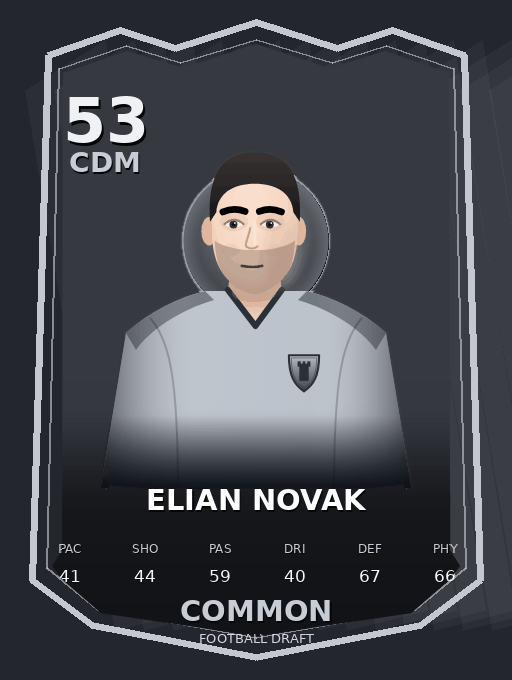 53
CDM
ELIAN NOVAK
PAC SHO PAS DRI DEF PHY
41 44 59 40 67 66
COMMON
FOOTBALL DRAFT